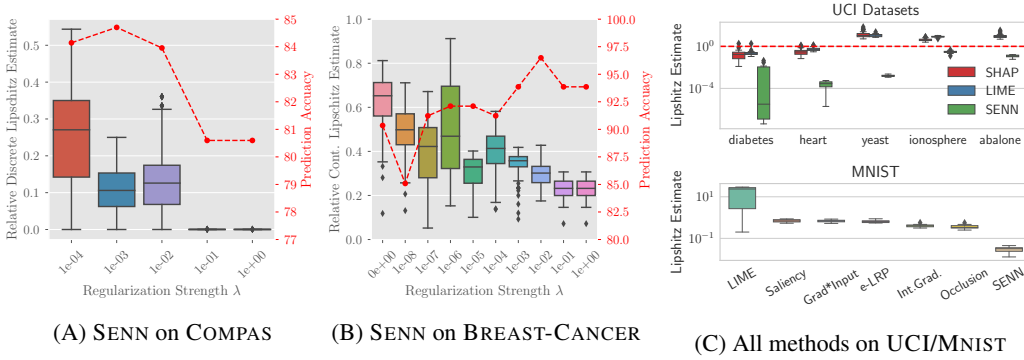 Relative Discrete Lipschitz Estimate
0.5
0.4
0.3
0.2
0.1
0.0
85
84
83
82
81
80
79
78
77
Prediction Accuacy
1e-04
1e-03
1e-02
1e-01
1e+00
Regularization Strength λ
(A) SENN on COMPAS
Relative Cont. Lipschitz Estimate
1.0
0.8
0.6
0.4
0.2
0.0
100.0
97.5
95.0
92.5
90.0
87.5
85.0
82.5
80.0
Prediction Accuacy
0e+00
1e-08
1e-07
1e-06
1e-05
1e-04
1e-03
1e-02
1e-01
1e+00
Regularization Strength λ
(B) SENN on BREAST-CANCER
UCI Datasets
Lipshitz Estimate
10⁰
10⁻⁴
SHAP
LIME
SENN
diabetes heart yeast ionosphere abalone
MNIST
Lipshitz Estimate
10¹
10⁻¹
LIME
Saliency
Grad*Input
e-LRP
Int.Grad.
Occlusion
SENN
(C) All methods on UCI/MNIST